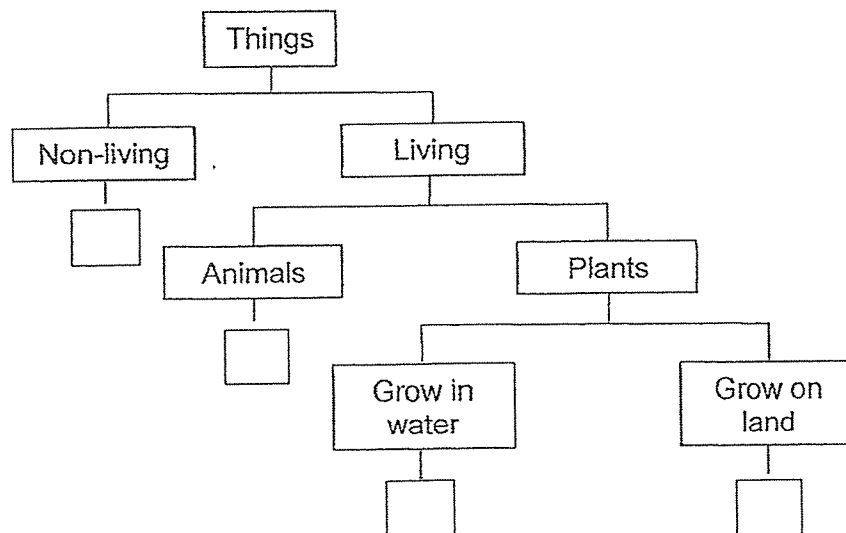 Things
Non-living
Living
Animals
Plants
Grow in
water
Grow on
land